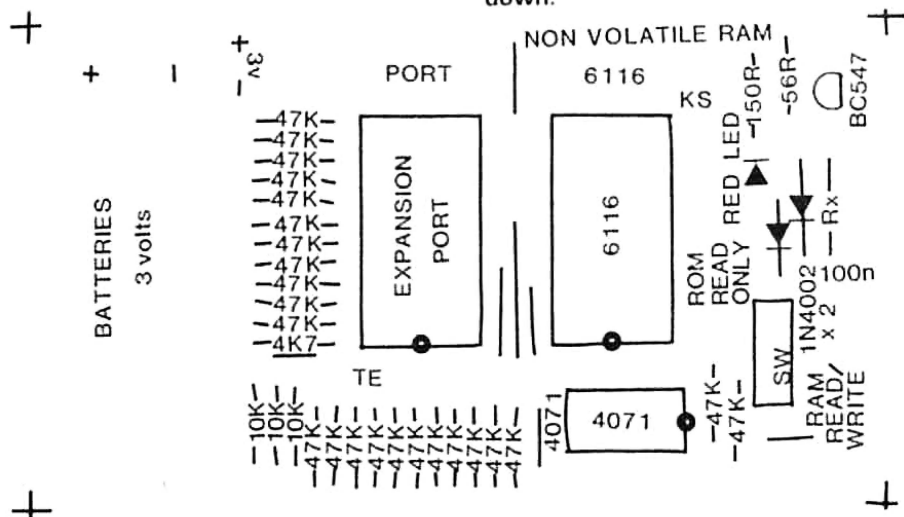 down.
NON VOLATILE RAM
+
3v
-
+
-
PORT
6116
KS
-150R-
-56R-
BC547
-47K-
-47K-
-47K-
-47K-
-47K-
-47K-
-47K-
-47K-
-47K-
-47K-
-47K-
-4K7-
BATTERIES
3 volts
EXPANSION
PORT
6116
RED LED
-Rx-
ROM
READ
ONLY
100n
1N4002
x 2
SW
TE
-10K-
-10K-
-10K-
-47K-
-47K-
-47K-
-47K-
-47K-
-47K-
-47K-
-47K-
-47K-
-47K-
4071
4071
-47K-
-47K-
RAM
READ/
WRITE